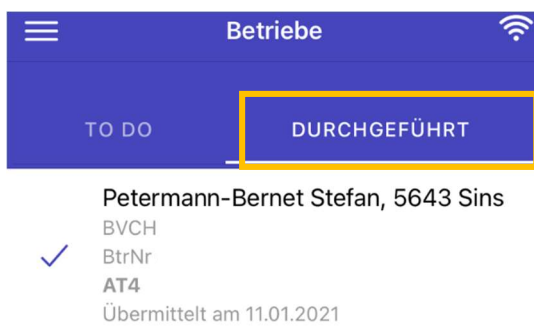 Betriebe
TO DO
DURCHGEFÜHRT
Petermann-Bernet Stefan, 5643 Sins
BVCH
BtrNr
AT4
Übermittelt am 11.01.2021